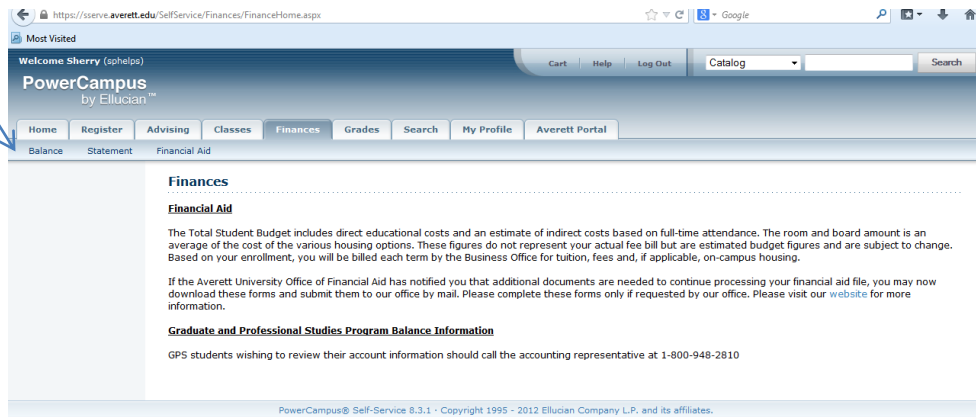 https://sserve.averett.edu/SelfService/Finances/FinanceHome.aspx
Google
Most Visited
Welcome Sherry (sphelps)
Cart Help Log Out Catalog Search
PowerCampus
by Ellucian™
Home Register Advising Classes Finances Grades Search My Profile Averett Portal
Balance Statement Financial Aid
Finances
Financial Aid
The Total Student Budget includes direct educational costs and an estimate of indirect costs based on full-time attendance. The room and board amount is an
average of the cost of the various housing options. These figures do not represent your actual fee bill but are estimated budget figures and are subject to change.
Based on your enrollment, you will be billed each term by the Business Office for tuition, fees and, if applicable, on-campus housing.
If the Averett University Office of Financial Aid has notified you that additional documents are needed to continue processing your financial aid file, you may now
download these forms and submit them to our office by mail. Please complete these forms only if requested by our office. Please visit our website for more
information.
Graduate and Professional Studies Program Balance Information
GPS students wishing to review their account information should call the accounting representative at 1-800-948-2810
PowerCampus® Self-Service 8.3.1 · Copyright 1995 - 2012 Ellucian Company L.P. and its affiliates.